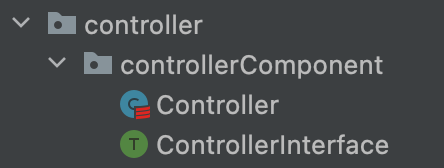 controller
controllerComponent
C Controller
T ControllerInterface